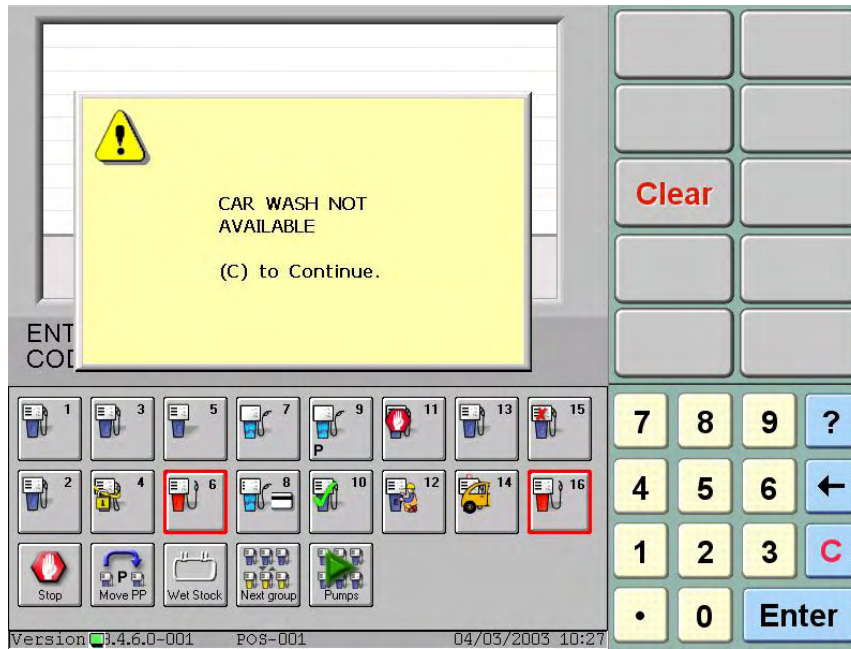 CAR WASH NOT
AVAILABLE
(C) to Continue.
Clear
ENT
COD
1 3 5 7 9 11 13 15
P
2 4 6 8 10 12 14 16
P
Stop Move PP Wet Stock Next group Pumps
7 8 9 ?
4 5 6 ←
1 2 3 C
• 0 Enter
Version 3.4.6.0-001 POS-001 04/03/2003 10:27